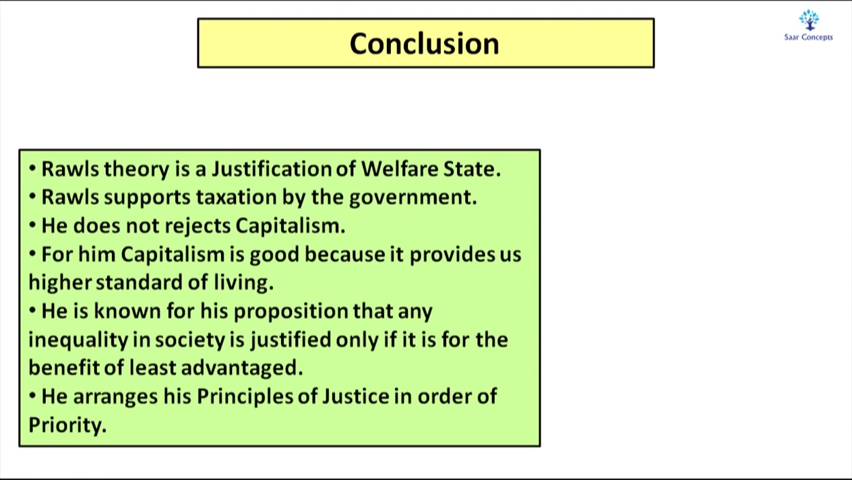 Conclusion
Saar Concepts
• Rawls theory is a Justification of Welfare State.
• Rawls supports taxation by the government.
• He does not rejects Capitalism.
• For him Capitalism is good because it provides us
higher standard of living.
• He is known for his proposition that any
inequality in society is justified only if it is for the
benefit of least advantaged.
• He arranges his Principles of Justice in order of
Priority.